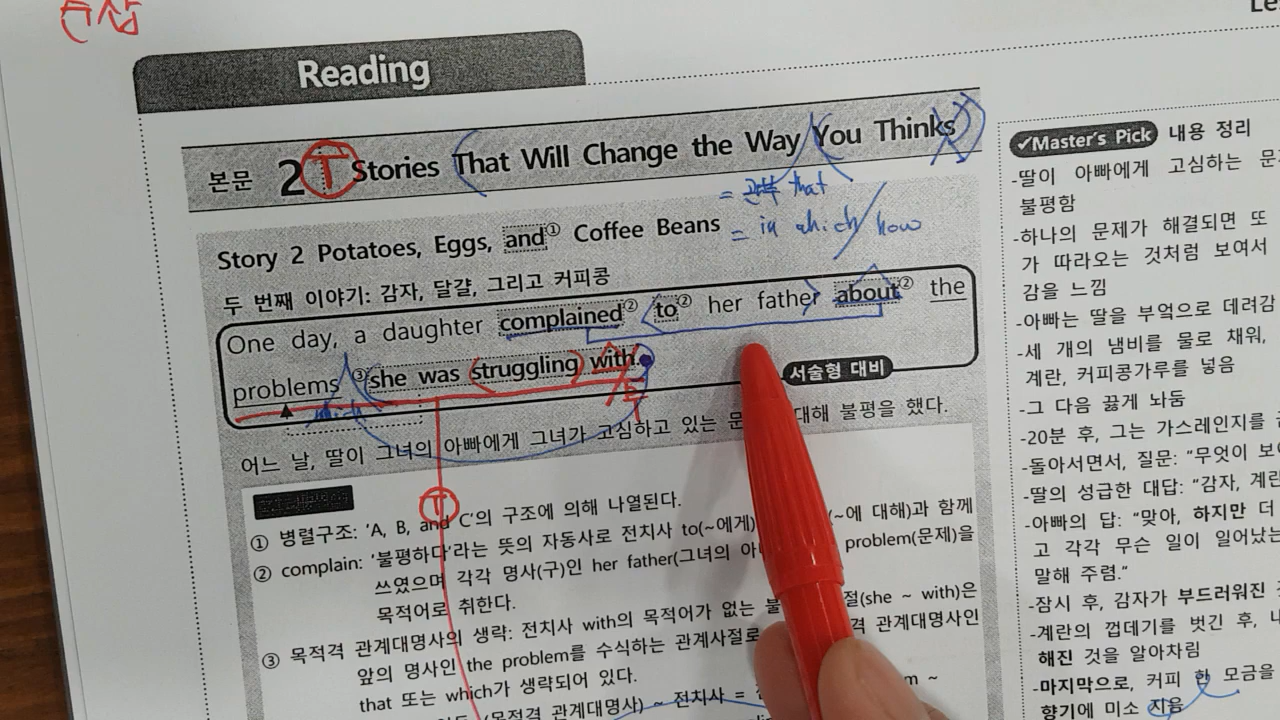 Reading
본문 2 T Stories That Will Change the Way You Thinks
= 관부 that
= in which / how
Story 2 Potatoes, Eggs, and① Coffee Beans
두 번째 이야기: 감자, 달걀, 그리고 커피콩
One day, a daughter complained② to② her father about② the
problems ③she was struggling with.
which
서술형 대비
어느 날, 딸이 그녀의 아빠에게 그녀가 고심하고 있는 문 대해 불평을 했다.
T
① 병렬구조: ‘A, B, and C’의 구조에 의해 나열된다.
② complain: ‘불평하다’라는 뜻의 자동사로 전치사 to(~에게) (~에 대해)과 함께
쓰였으며 각각 명사(구)인 her father(그녀의 아 problem(문제)을
목적어로 취한다.
③ 목적격 관계대명사의 생략: 전치사 with의 목적어가 없는 불 절(she ~ with)은
앞의 명사인 the problem를 수식하는 관계사절로 격 관계대명사인
that 또는 which가 생략되어 있다.
(목적격 관계대명사) ~ 전치사 =
✓Master's Pick 내용 정리
-딸이 아빠에게 고심하는 문
불평함
-하나의 문제가 해결되면 또
가 따라오는 것처럼 보여서
감을 느낌
-아빠는 딸을 부엌으로 데려감
-세 개의 냄비를 물로 채워,
계란, 커피콩가루를 넣음
-그 다음 끓게 놔둠
-20분 후, 그는 가스레인지를
-돌아서면서, 질문: “무엇이 보
-딸의 성급한 대답: “감자, 계란
-아빠의 답: “맞아, 하지만 더
고 각각 무슨 일이 일어났는
말해 주렴.”
-잠시 후, 감자가 부드러워진
-계란의 껍데기를 벗긴 후, 내
해진 것을 알아차림
-마지막으로, 커피 한 모금을
향기에 미소 지음